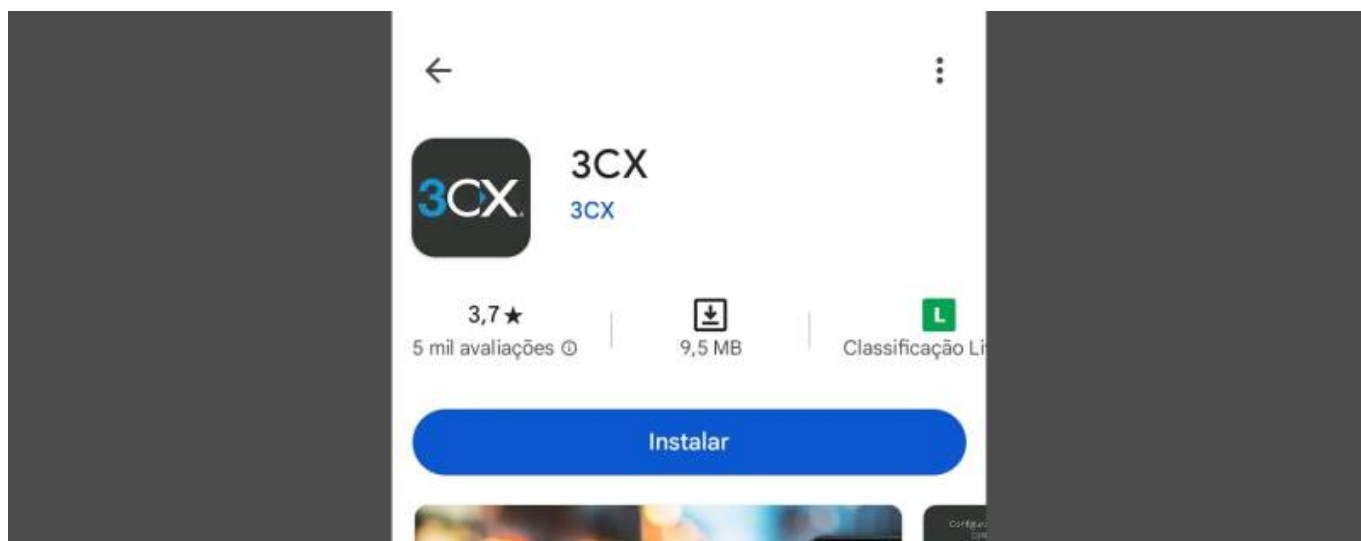 3CX
3CX
3CX
3,7★
5 mil avaliações
9,5 MB
L
Classificação Li
Instalar